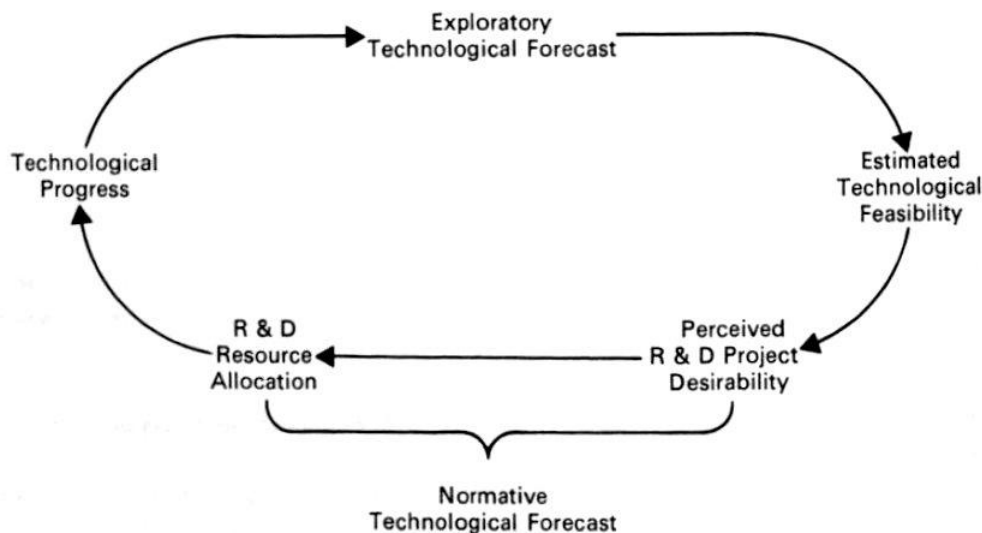 Exploratory
Technological Forecast
Technological
Progress
Estimated
Technological
Feasibility
R & D
Resource
Allocation
Perceived
R & D Project
Desirability
Normative
Technological Forecast